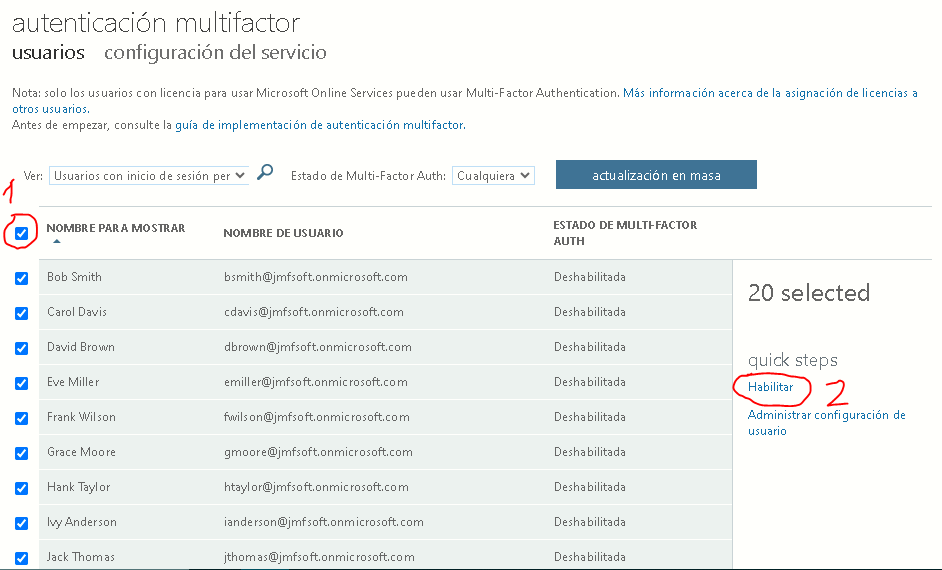 autenticación multifactor
usuarios configuración del servicio
Nota: solo los usuarios con licencia para usar Microsoft Online Services pueden usar Multi-Factor Authentication. Más información acerca de la asignación de licencias a
otros usuarios.
Antes de empezar, consulte la guía de implementación de autenticación multifactor.
1
Ver: Usuarios con inicio de sesión per Estado de Multi-Factor Auth: Cualquiera actualización en masa
NOMBRE PARA MOSTRAR NOMBRE DE USUARIO ESTADO DE MULTI-FACTOR
AUTH
Bob Smith bsmith@jmfsoft.onmicrosoft.com Deshabilitada
Carol Davis cdavis@jmfsoft.onmicrosoft.com Deshabilitada
David Brown dbrown@jmfsoft.onmicrosoft.com Deshabilitada
Eve Miller emiller@jmfsoft.onmicrosoft.com Deshabilitada
Frank Wilson fwilson@jmfsoft.onmicrosoft.com Deshabilitada
Grace Moore gmoore@jmfsoft.onmicrosoft.com Deshabilitada
Hank Taylor htaylor@jmfsoft.onmicrosoft.com Deshabilitada
Ivy Anderson ianderson@jmfsoft.onmicrosoft.com Deshabilitada
Jack Thomas jthomas@jmfsoft.onmicrosoft.com Deshabilitada
20 selected
quick steps
Habilitar 2
Administrar configuración de
usuario